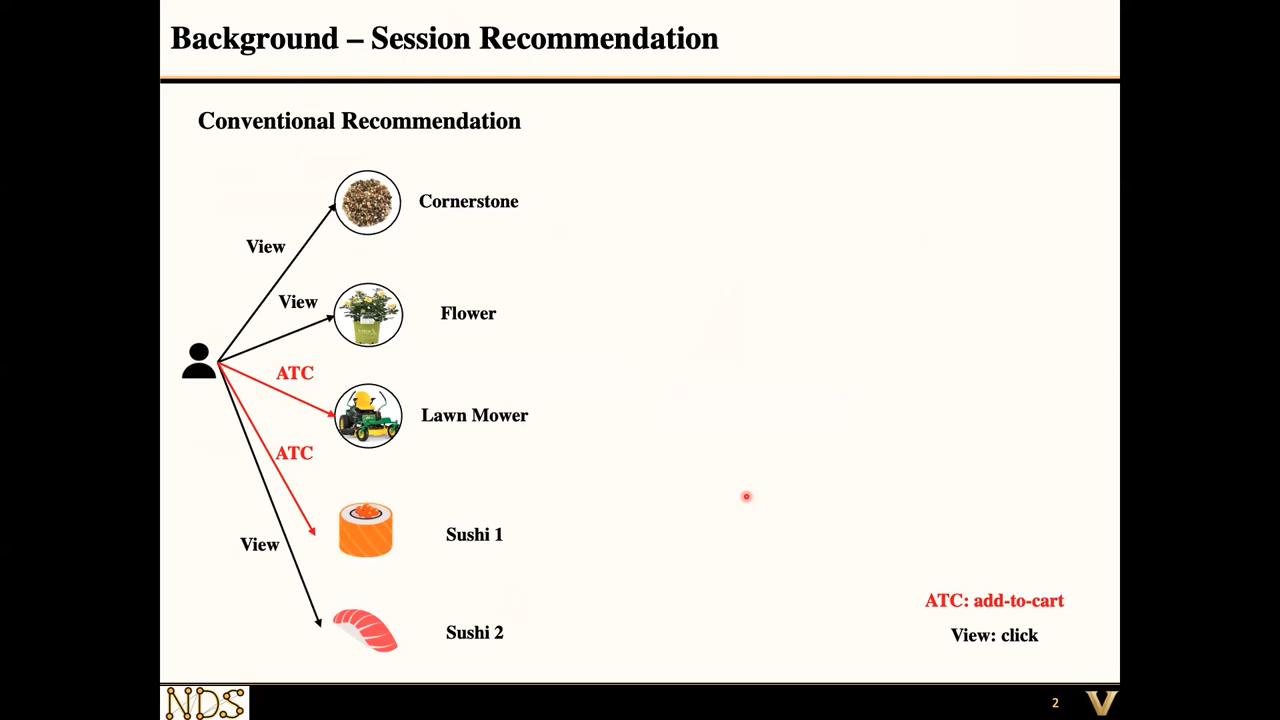 Background – Session Recommendation
Conventional Recommendation
Cornerstone
View
View
Flower
ATC
Lawn Mower
ATC
Sushi 1
View
ATC: add-to-cart
Sushi 2
View: click
NDS
2
V